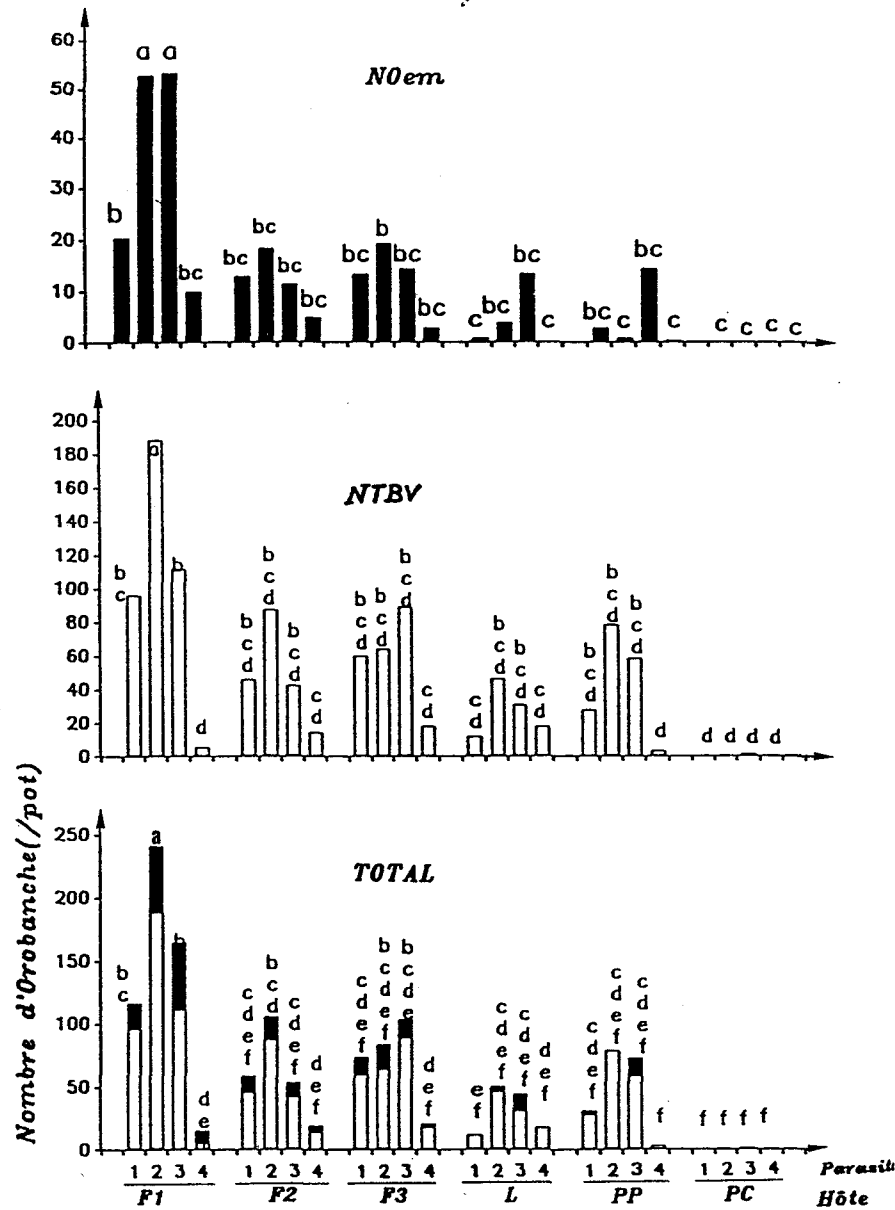 NOem
60
50
40
30
20
10
0
b a a bc
bc bc bc bc
bc b bc bc
c bc bc c
bc c bc c
c c c c
NTBV
200
180
160
140
120
100
80
60
40
20
0
b c
a
b
d
b c d
b c d
b c d
c d
b c d
b c d
b c d
c d
c d
b c d
b c d
c d
b c d
b c d
b c d
d
d d d d
TOTAL
Nombre d'Orobanche(/pot)
250
200
150
100
50
0
b c
a
b
d e
c d e f
b c d
c d e f
d e f
c d e f
b c d e f
b c d e
d e f
e f
c d e f
c d e f
d e f
c d e f
c d e f
c d e f
f
f f f f
1 2 3 4 1 2 3 4 1 2 3 4 1 2 3 4 1 2 3 4 1 2 3 4 Parasite
F1 F2 F3 L PP PC Hôte